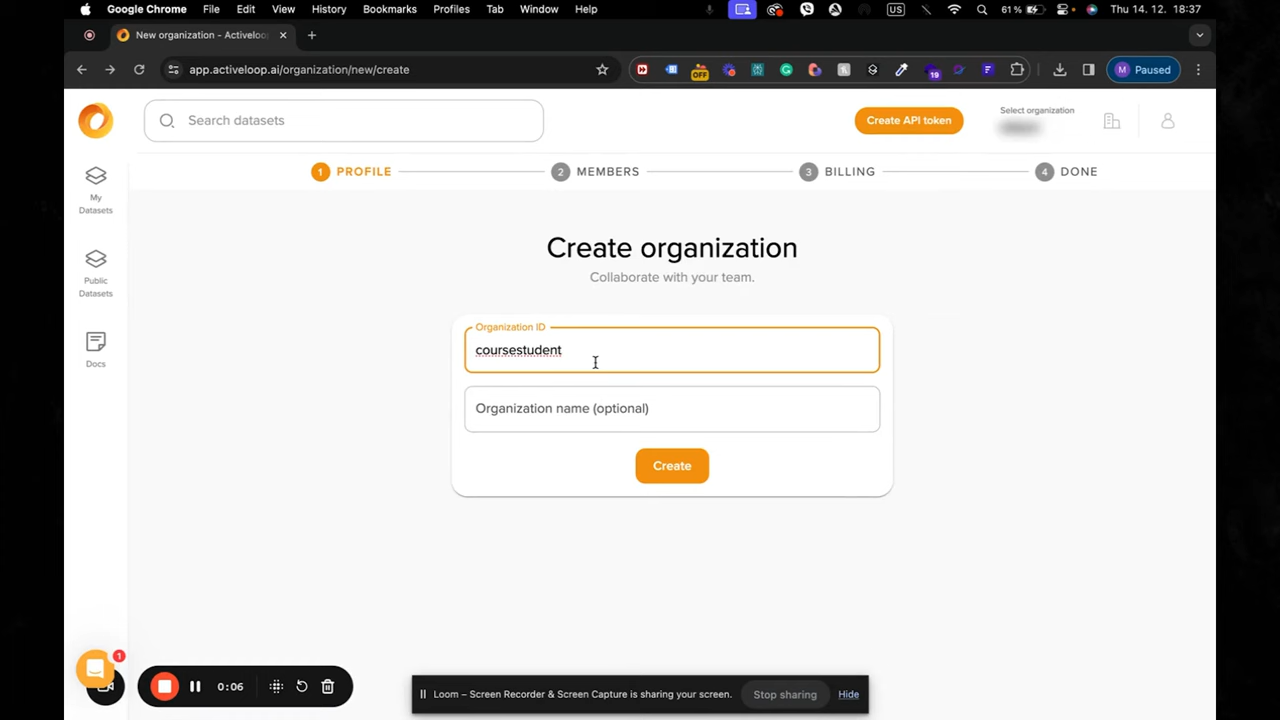 Google Chrome File Edit View History Bookmarks Profiles Tab Window Help US 61% Thu 14. 12. 18:37
New organization - Activeloop
app.activeloop.ai/organization/new/create OFF 19 M Paused
Search datasets
Create API token
Select organization
1 PROFILE 2 MEMBERS 3 BILLING 4 DONE
My
Datasets
Public
Datasets
Docs
Create organization
Collaborate with your team.
Organization ID
coursestudent
Organization name (optional)
Create
1
0:06
Loom – Screen Recorder & Screen Capture is sharing your screen. Stop sharing Hide